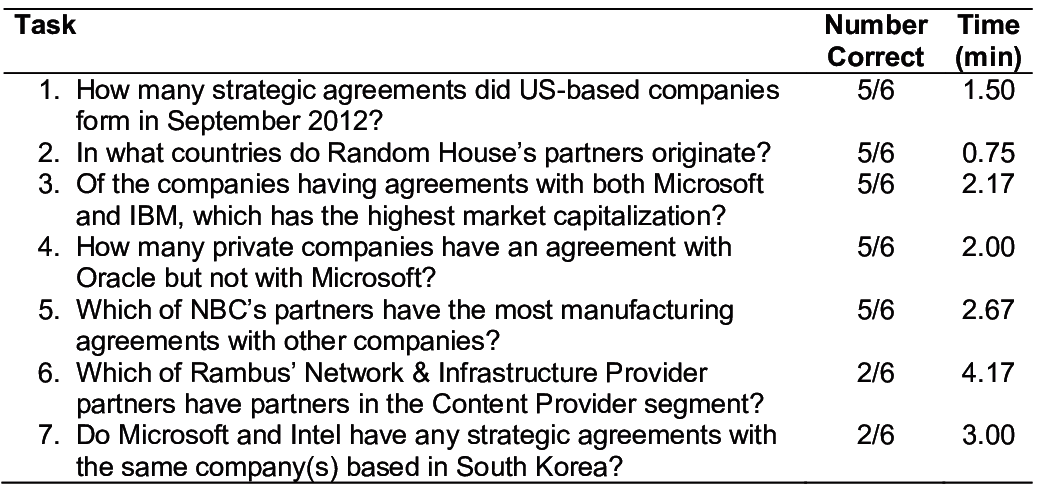 Task Number Time
Correct (min)
1. How many strategic agreements did US-based companies 5/6 1.50
form in September 2012?
2. In what countries do Random House’s partners originate? 5/6 0.75
3. Of the companies having agreements with both Microsoft 5/6 2.17
and IBM, which has the highest market capitalization?
4. How many private companies have an agreement with 5/6 2.00
Oracle but not with Microsoft?
5. Which of NBC’s partners have the most manufacturing 5/6 2.67
agreements with other companies?
6. Which of Rambus’ Network & Infrastructure Provider 2/6 4.17
partners have partners in the Content Provider segment?
7. Do Microsoft and Intel have any strategic agreements with 2/6 3.00
the same company(s) based in South Korea?